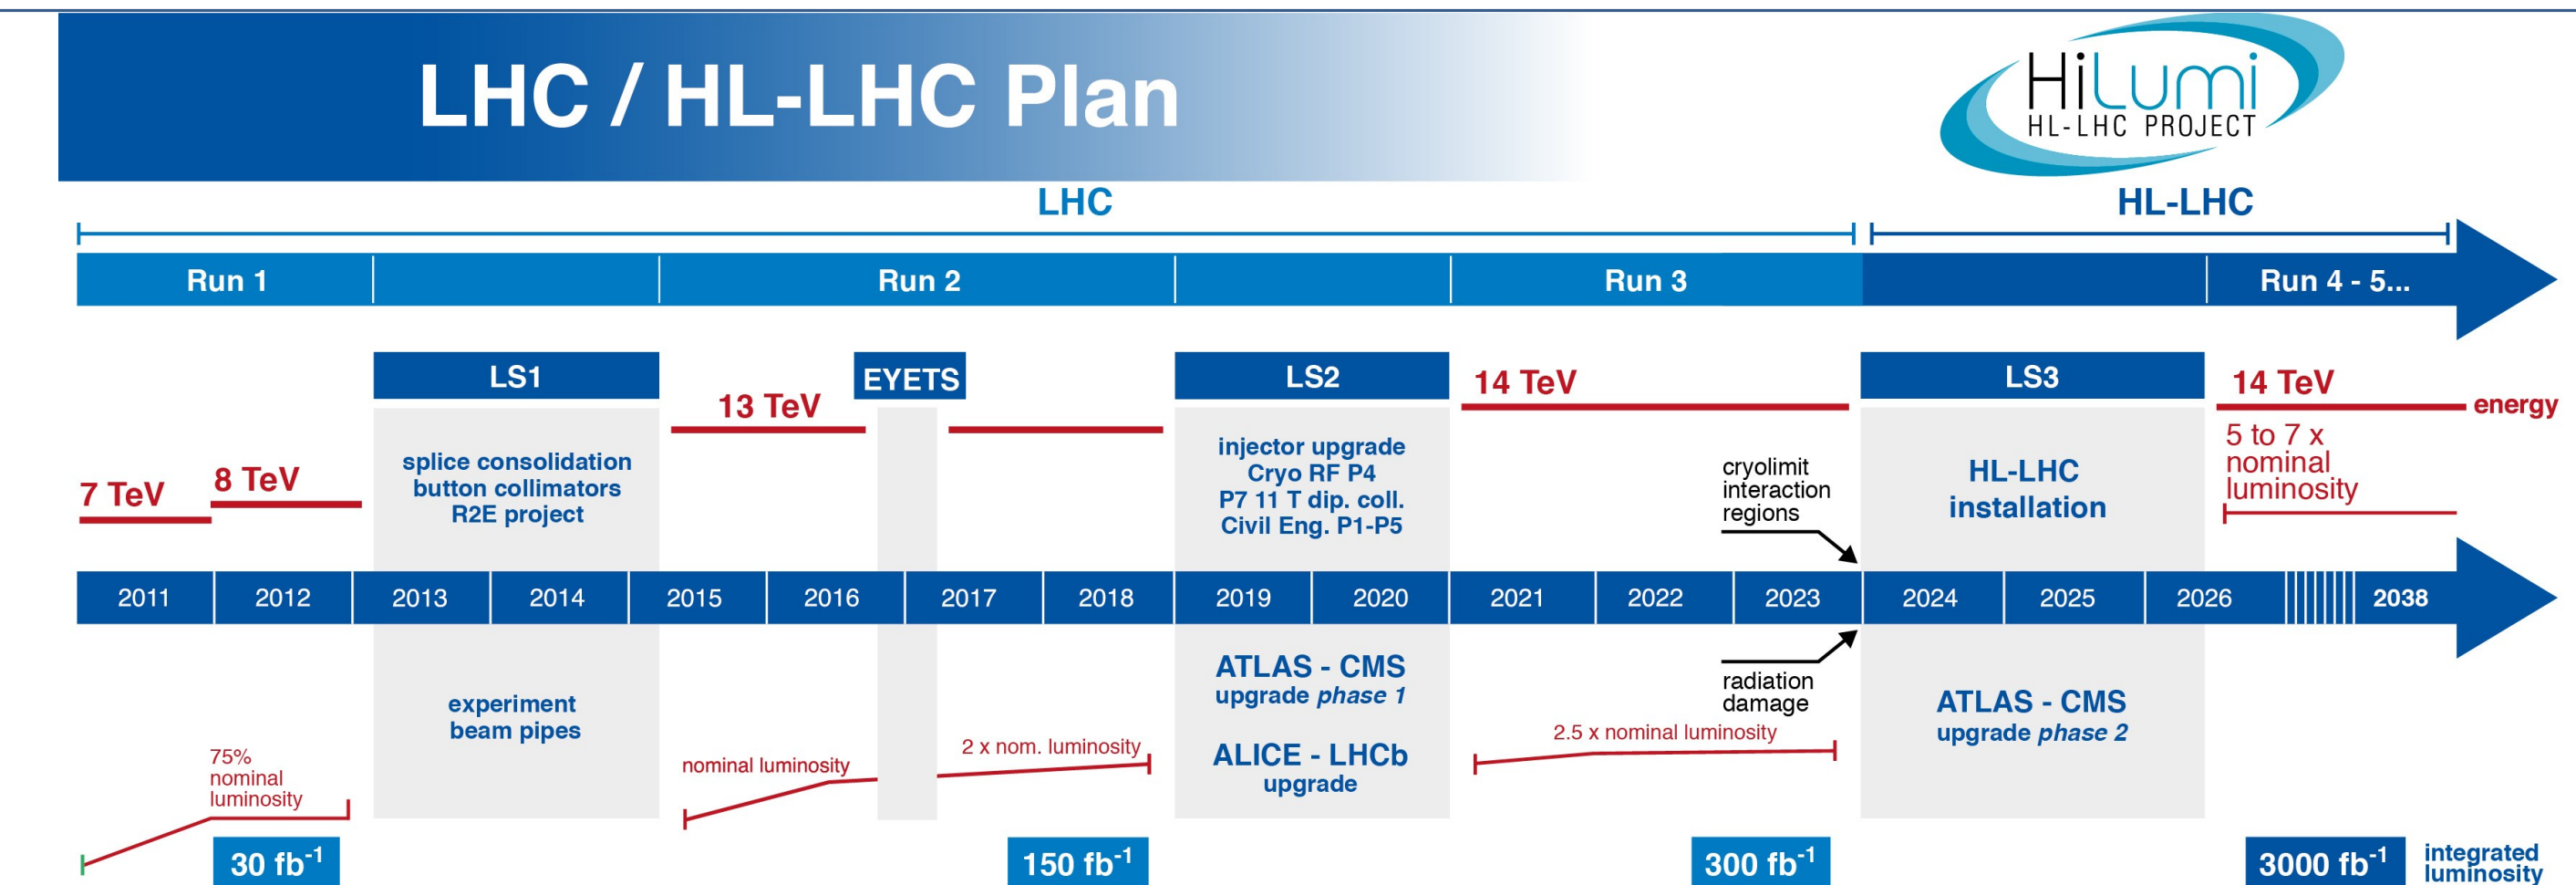 LHC / HL-LHC Plan
HiLumi
HL-LHC PROJECT
LHC
HL-LHC
Run 1
Run 2
Run 3
Run 4 - 5...
LS1
EYETS
LS2
LS3
7 TeV
8 TeV
13 TeV
14 TeV
14 TeV
energy
splice consolidation
button collimators
R2E project
injector upgrade
Cryo RF P4
P7 11 T dip. coll.
Civil Eng. P1-P5
cryolimit
interaction
regions
HL-LHC
installation
5 to 7 x
nominal
luminosity
2011 2012 2013 2014 2015 2016 2017 2018 2019 2020 2021 2022 2023 2024 2025 2026 2038
75%
nominal
luminosity
experiment
beam pipes
nominal luminosity
2 x nom. luminosity
ATLAS - CMS
upgrade phase 1
ALICE - LHCb
upgrade
radiation
damage
2.5 x nominal luminosity
ATLAS - CMS
upgrade phase 2
30 fb⁻¹
150 fb⁻¹
300 fb⁻¹
3000 fb⁻¹
integrated
luminosity